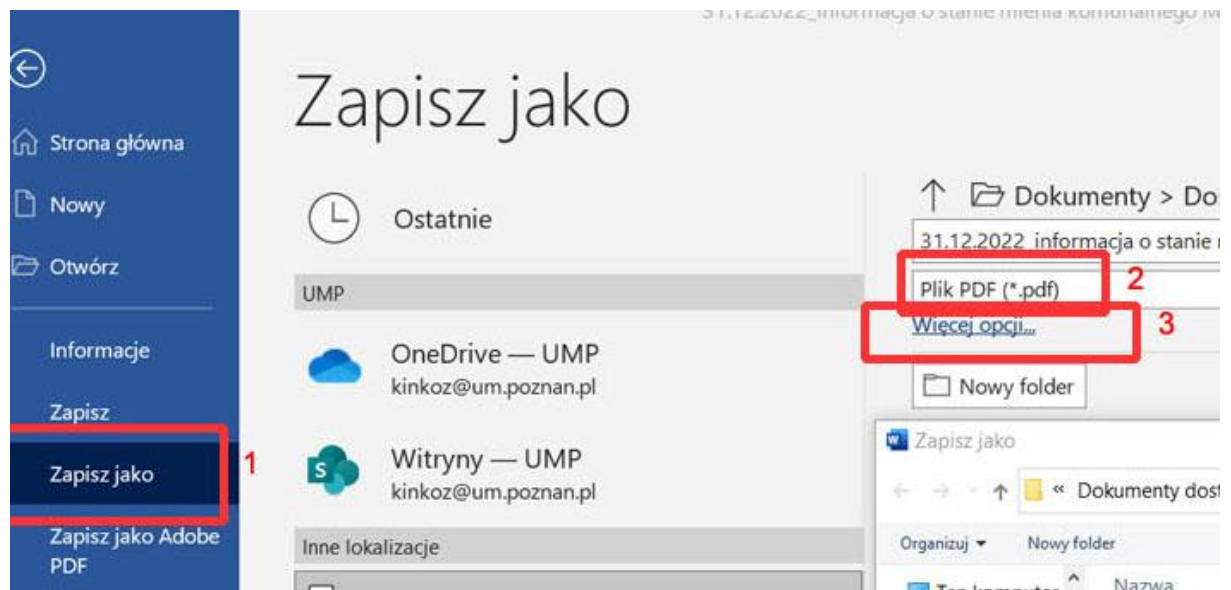 31.12.2022_informacja o stanie mienia komunalnego
Zapisz jako
Strona główna
Nowy
Otwórz
Informacje
Zapisz
Zapisz jako
1
Zapisz jako Adobe
PDF
Ostatnie
UMP
OneDrive — UMP
kinkoz@um.poznan.pl
Witryny — UMP
kinkoz@um.poznan.pl
Inne lokalizacje
Dokumenty > Do
31.12.2022_informacja o stanie
Plik PDF (*.pdf)
2
Więcej opcji...
3
Nowy folder
Zapisz jako
« Dokumenty dost
Organizuj
Nowy folder
Ten komputer
Nazwa